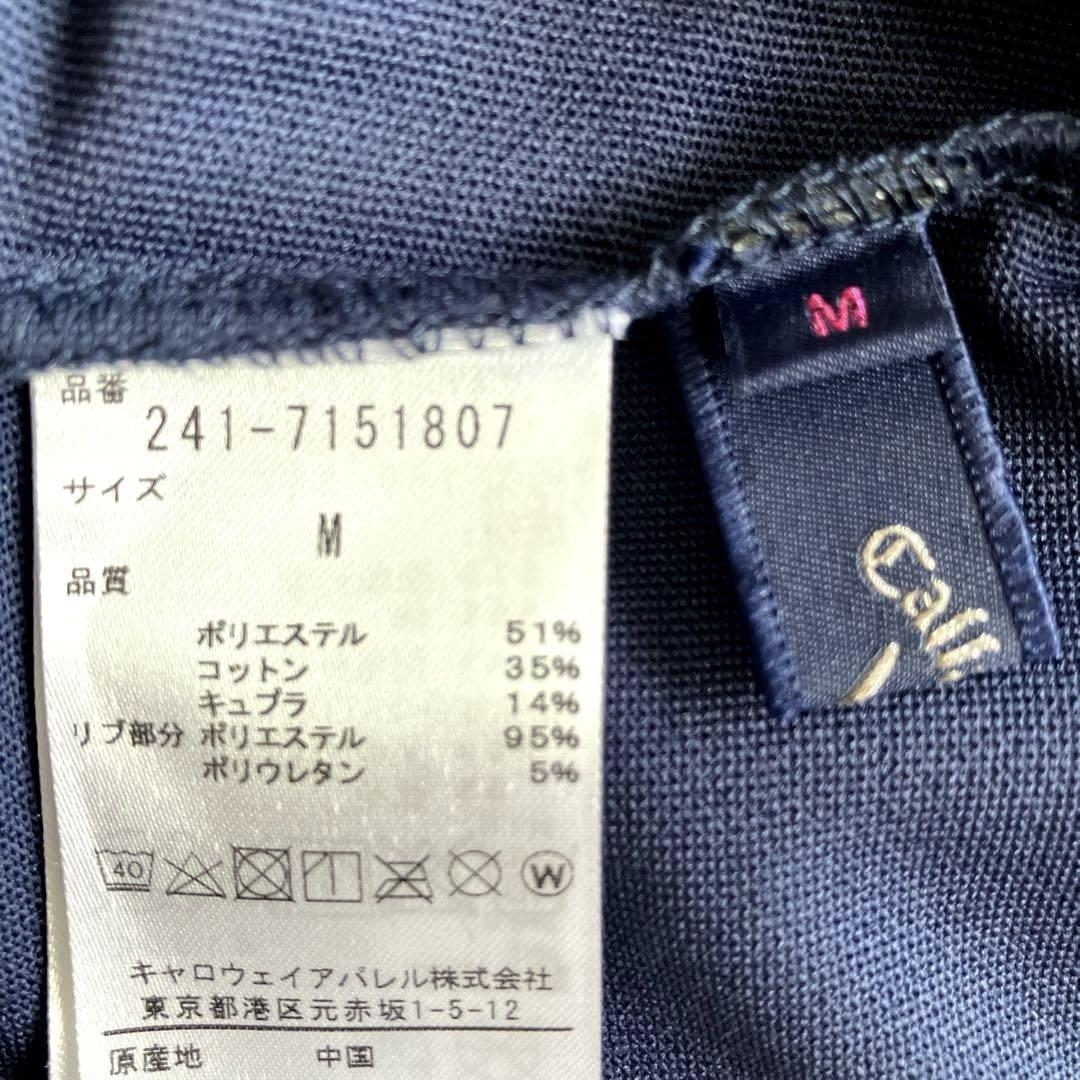 品番
241-7151807
サイズ
M
品質
ポリエステル 51%
コットン 35%
キュプラ 14%
リブ部分 ポリエステル 95%
ポリウレタン 5%
40
W
キャロウェイアパレル株式会社
東京都港区元赤坂1-5-12
原産地 中国
M
Call